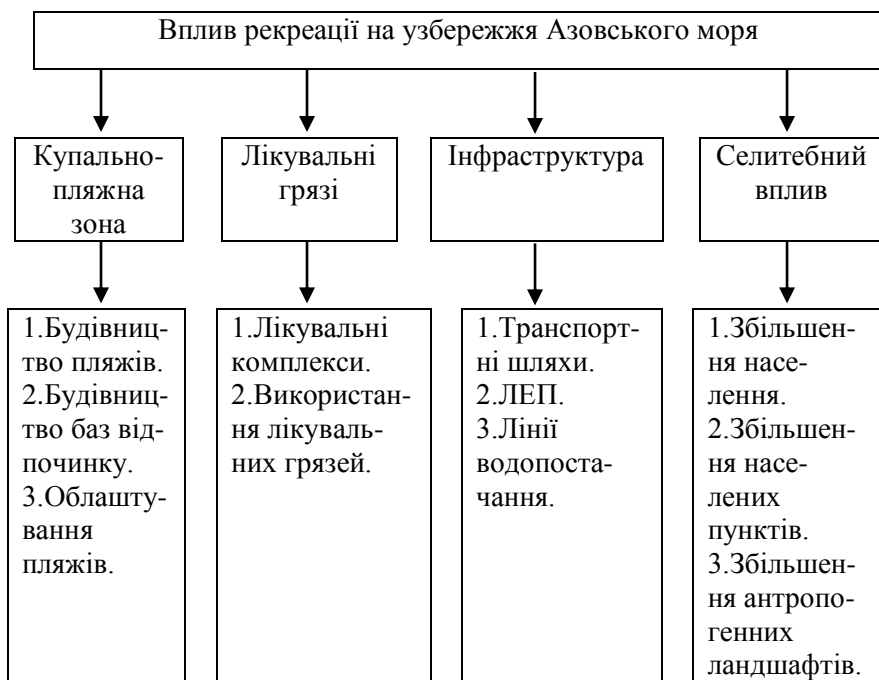 Вплив рекреації на узбережжя Азовського моря
Купально-
пляжна
зона
Лікувальні
грязі
Інфраструктура
Селитебний
вплив
1.Будівниц-
тво пляжів.
2.Будівниц-
тво баз від-
починку.
3.Облашту-
вання
пляжів.
1.Лікувальні
комплекси.
2.Використан-
ня лікуваль-
них грязей.
1.Транспорт-
ні шляхи.
2.ЛЕП.
3.Лінії
водопоста-
чання.
1.Збільшен-
ня насе-
лення.
2.Збільшен-
ня насе-
лених
пунктів.
3.Збільшен-
ня антропо-
генних
ландшафтів.